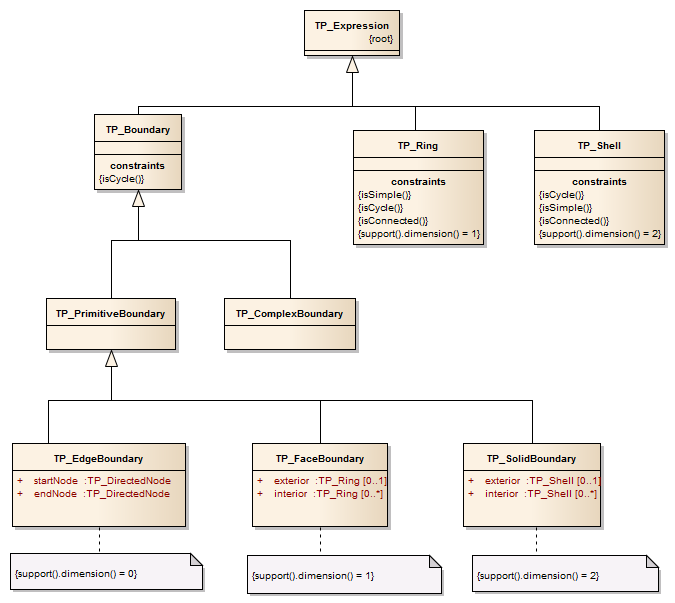 TP_Expression
{root}
TP_Boundary
constraints
{isCycle()}
TP_Ring
constraints
{isSimple()}
{isCycle()}
{isConnected()}
{support().dimension() = 1}
TP_Shell
constraints
{isCycle()}
{isSimple()}
{isConnected()}
{support().dimension() = 2}
TP_PrimitiveBoundary
TP_ComplexBoundary
TP_EdgeBoundary
+ startNode :TP_DirectedNode
+ endNode :TP_DirectedNode
TP_FaceBoundary
+ exterior :TP_Ring [0..1]
+ interior :TP_Ring [0..*]
TP_SolidBoundary
+ exterior :TP_Shell [0..1]
+ interior :TP_Shell [0..*]
{support().dimension() = 0}
{support().dimension() = 1}
{support().dimension() = 2}